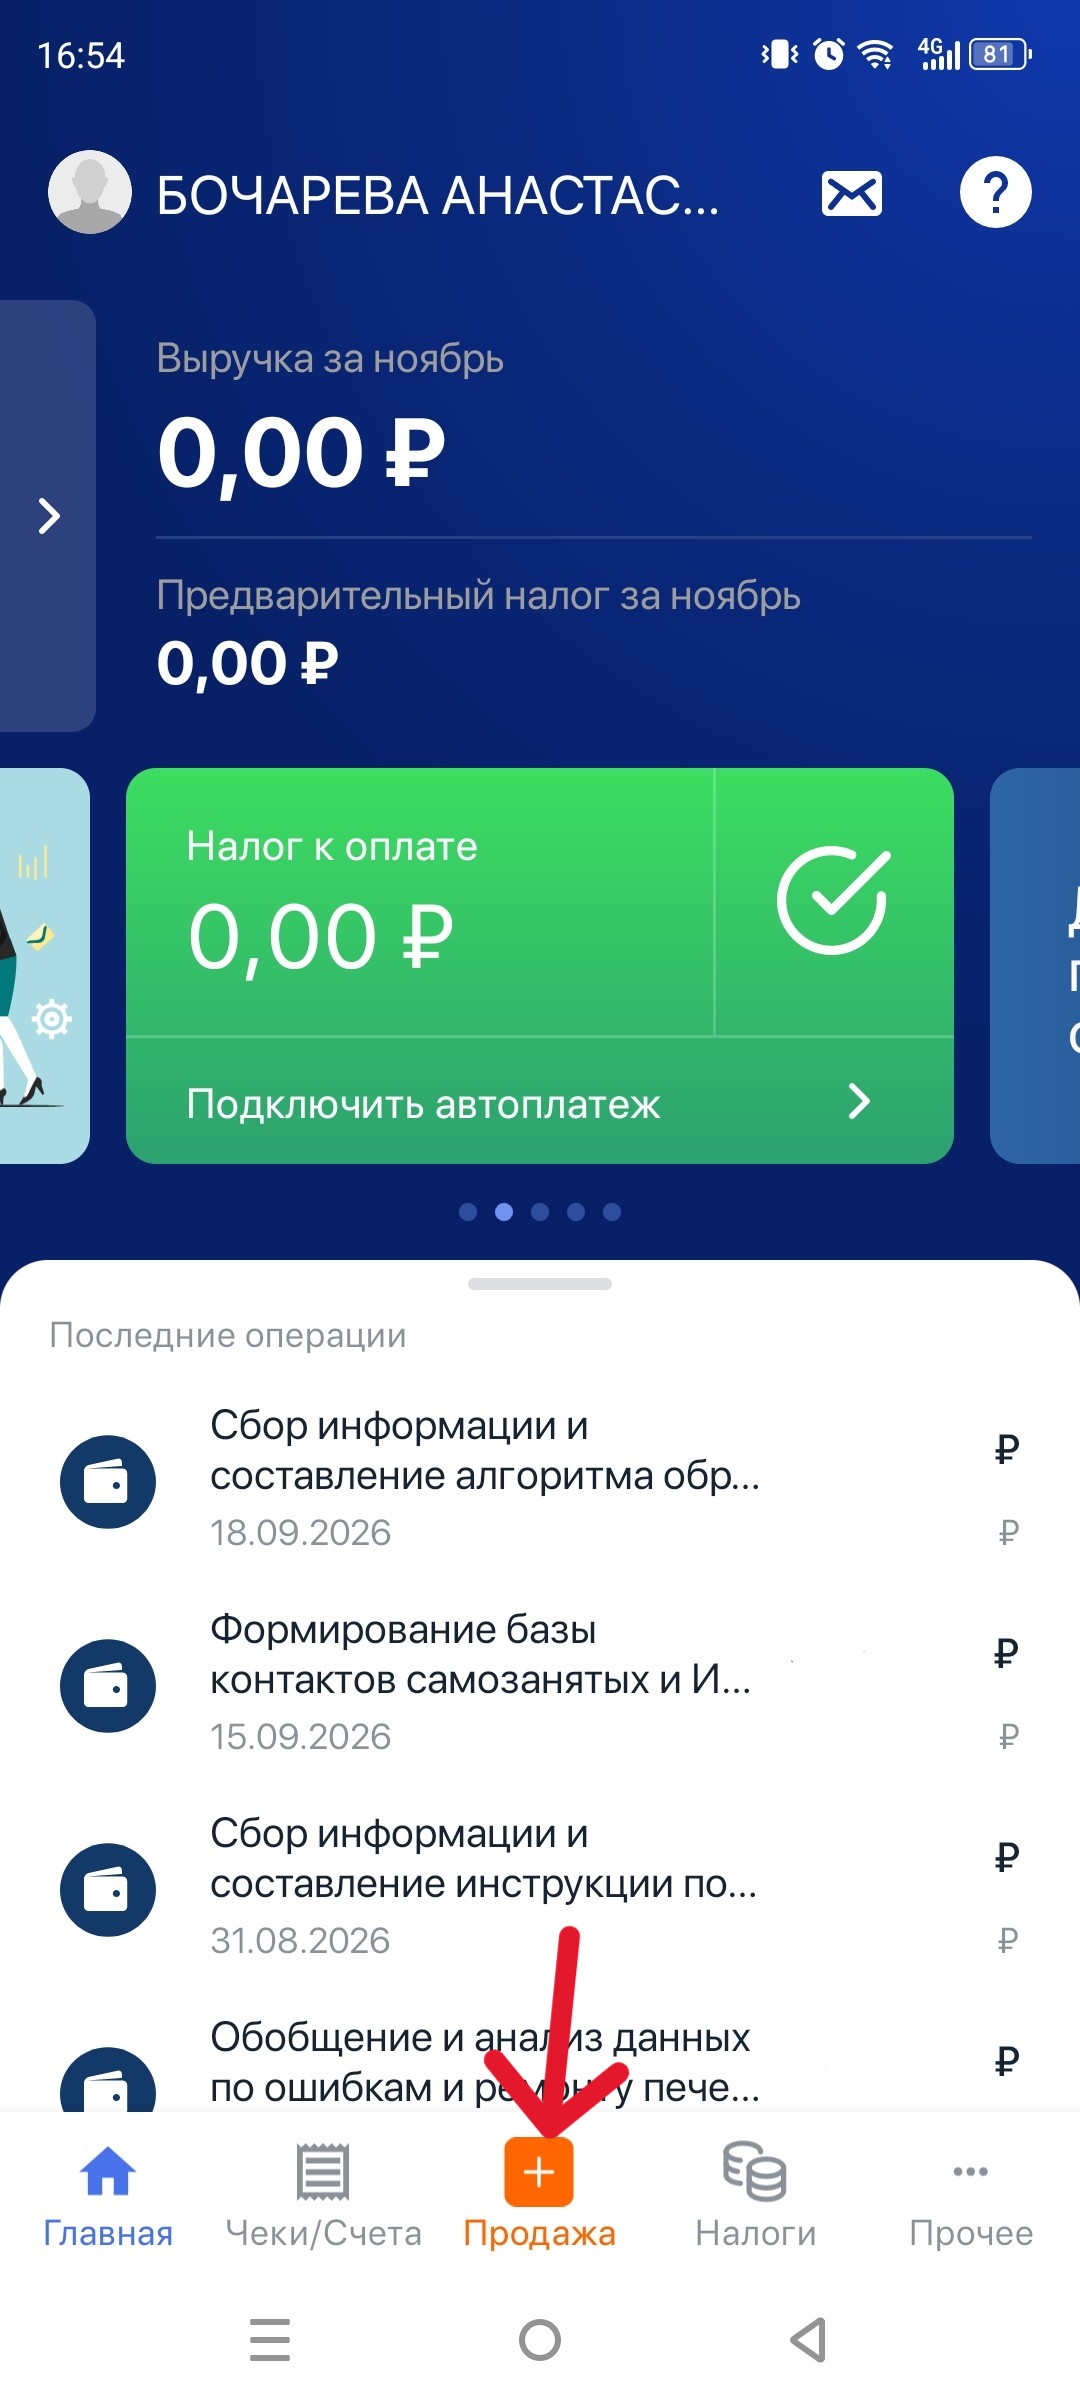 16:54
4G
81
БОЧАРЕВА АНАСТАС...
?
Выручка за ноябрь
0,00 ₽
Предварительный налог за ноябрь
0,00 ₽
Налог к оплате
0,00 ₽
Подключить автоплатеж
Последние операции
Сбор информации и
составление алгоритма обр...
₽
18.09.2026
₽
Формирование базы
контактов самозанятых и И...
₽
15.09.2026
₽
Сбор информации и
составление инструкции по...
₽
31.08.2026
₽
Обобщение и анализ данных
по ошибкам и ремонту пече...
₽
Главная
Чеки/Счета
Продажа
Налоги
Прочее